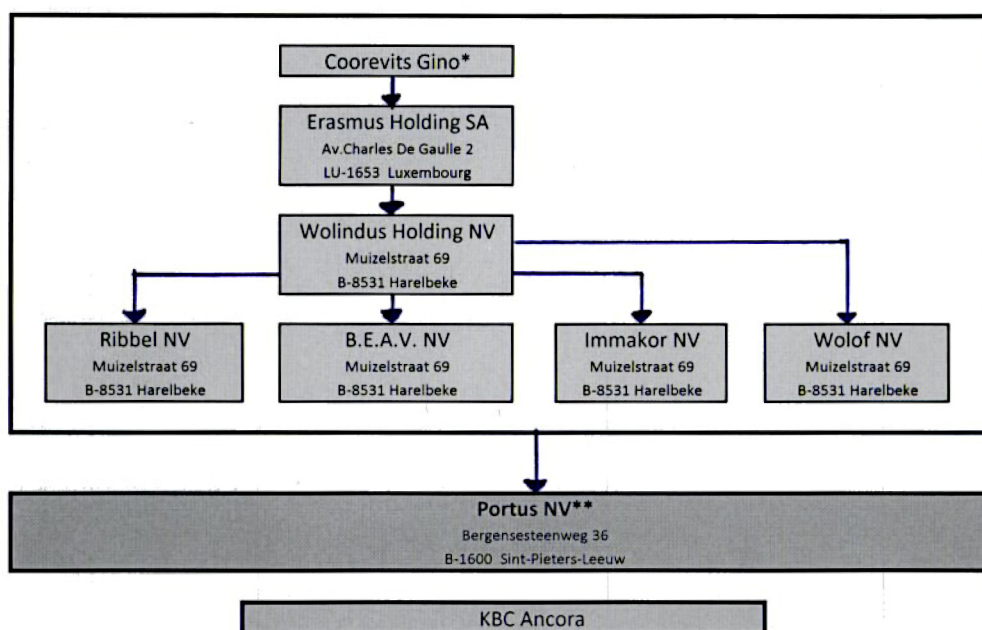 Coorevits Gino*
Erasmus Holding SA
Av.Charles De Gaulle 2
LU-1653 Luxembourg
Wolindus Holding NV
Muizelstraat 69
B-8531 Harelbeke
Ribbel NV
Muizelstraat 69
B-8531 Harelbeke
B.E.A.V. NV
Muizelstraat 69
B-8531 Harelbeke
Immakor NV
Muizelstraat 69
B-8531 Harelbeke
Wolof NV
Muizelstraat 69
B-8531 Harelbeke
Portus NV**
Bergensesteenweg 36
B-1600 Sint-Pieters-Leeuw
KBC Ancora